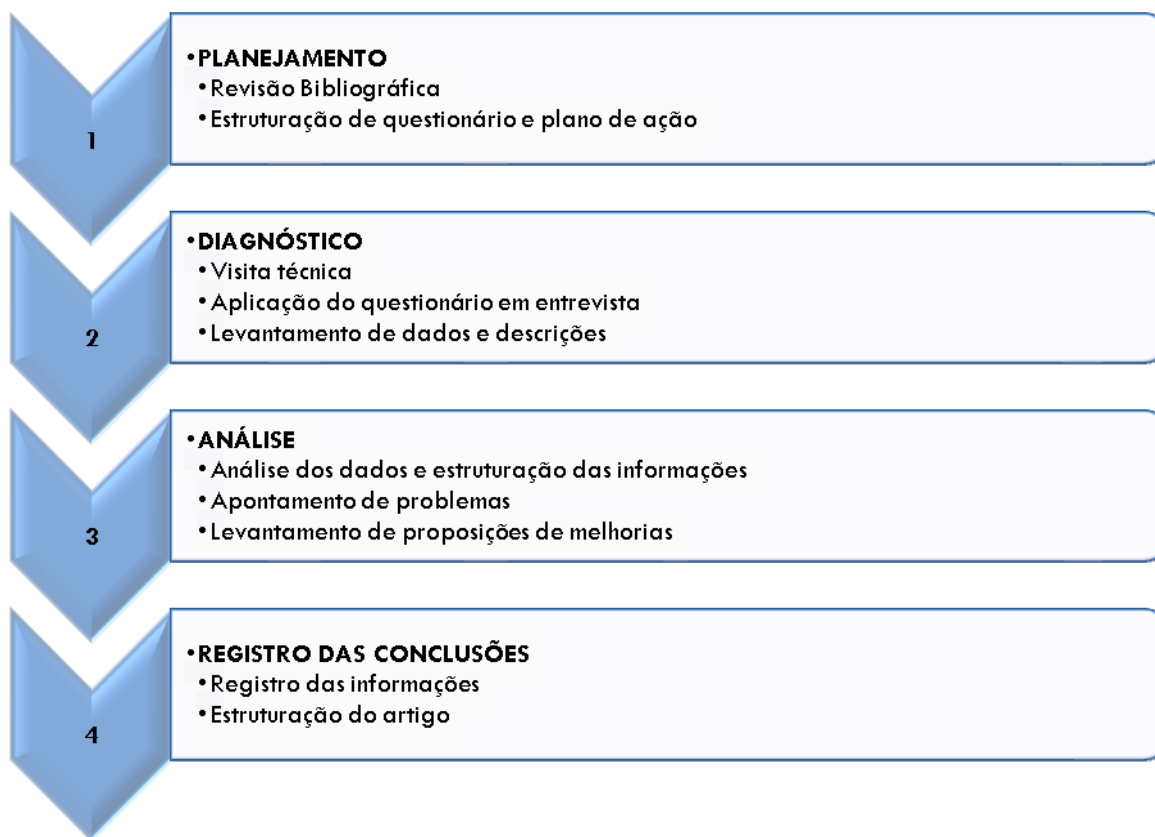 1
•PLANEJAMENTO
•Revisão Bibliográfica
•Estruturação de questionário e plano de ação
2
•DIAGNÓSTICO
•Visita técnica
•Aplicação do questionário em entrevista
•Levantamento de dados e descrições
3
•ANÁLISE
•Análise dos dados e estruturação das informações
•Apontamento de problemas
•Levantamento de proposições de melhorias
4
•REGISTRO DAS CONCLUSÕES
•Registro das informações
•Estruturação do artigo